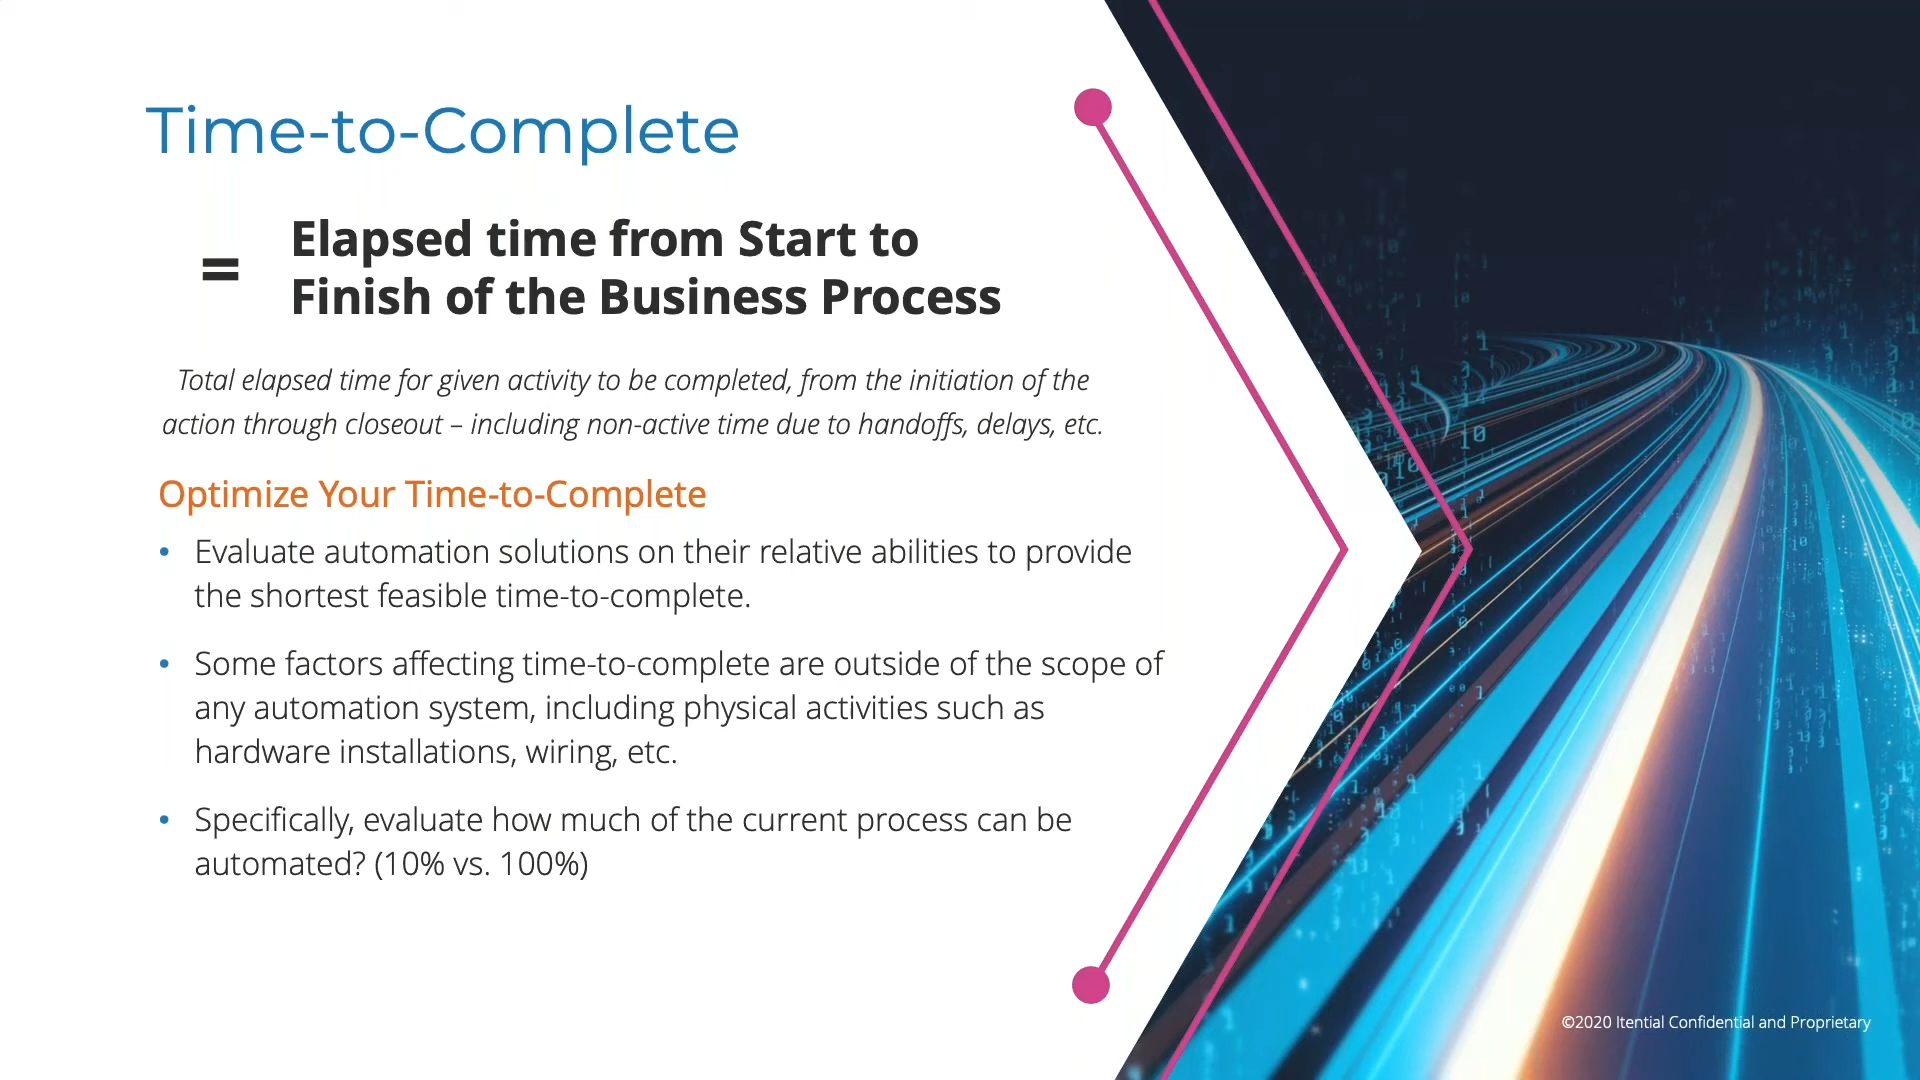 Time-to-Complete
= Elapsed time from Start to
Finish of the Business Process
Total elapsed time for given activity to be completed, from the initiation of the
action through closeout – including non-active time due to handoffs, delays, etc.
Optimize Your Time-to-Complete
• Evaluate automation solutions on their relative abilities to provide
the shortest feasible time-to-complete.
• Some factors affecting time-to-complete are outside of the scope of
any automation system, including physical activities such as
hardware installations, wiring, etc.
• Specifically, evaluate how much of the current process can be
automated? (10% vs. 100%)
©2020 Itential Confidential and Proprietary